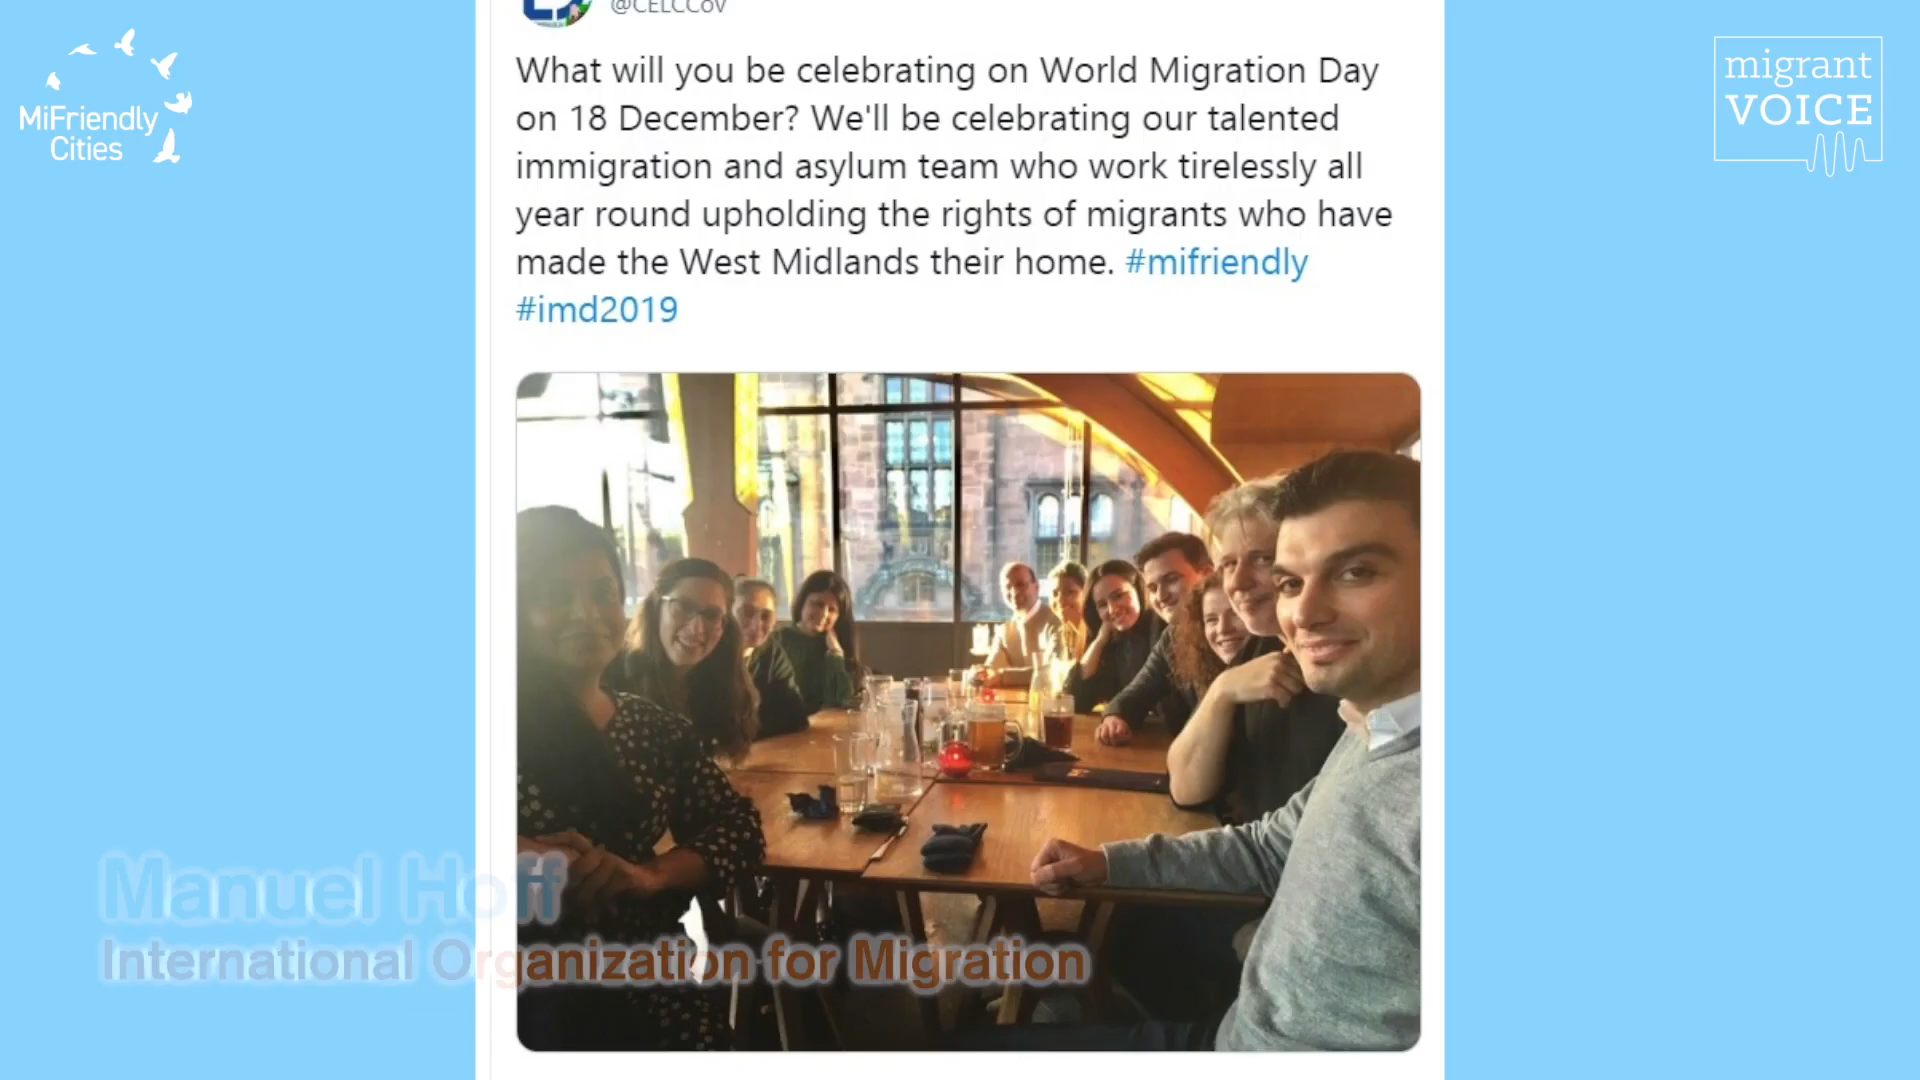 @CELCCov
MiFriendly
Cities
migrant
VOICE
What will you be celebrating on World Migration Day
on 18 December? We'll be celebrating our talented
immigration and asylum team who work tirelessly all
year round upholding the rights of migrants who have
made the West Midlands their home. #mifriendly
#imd2019
Manuel Hoff
International Organization for Migration